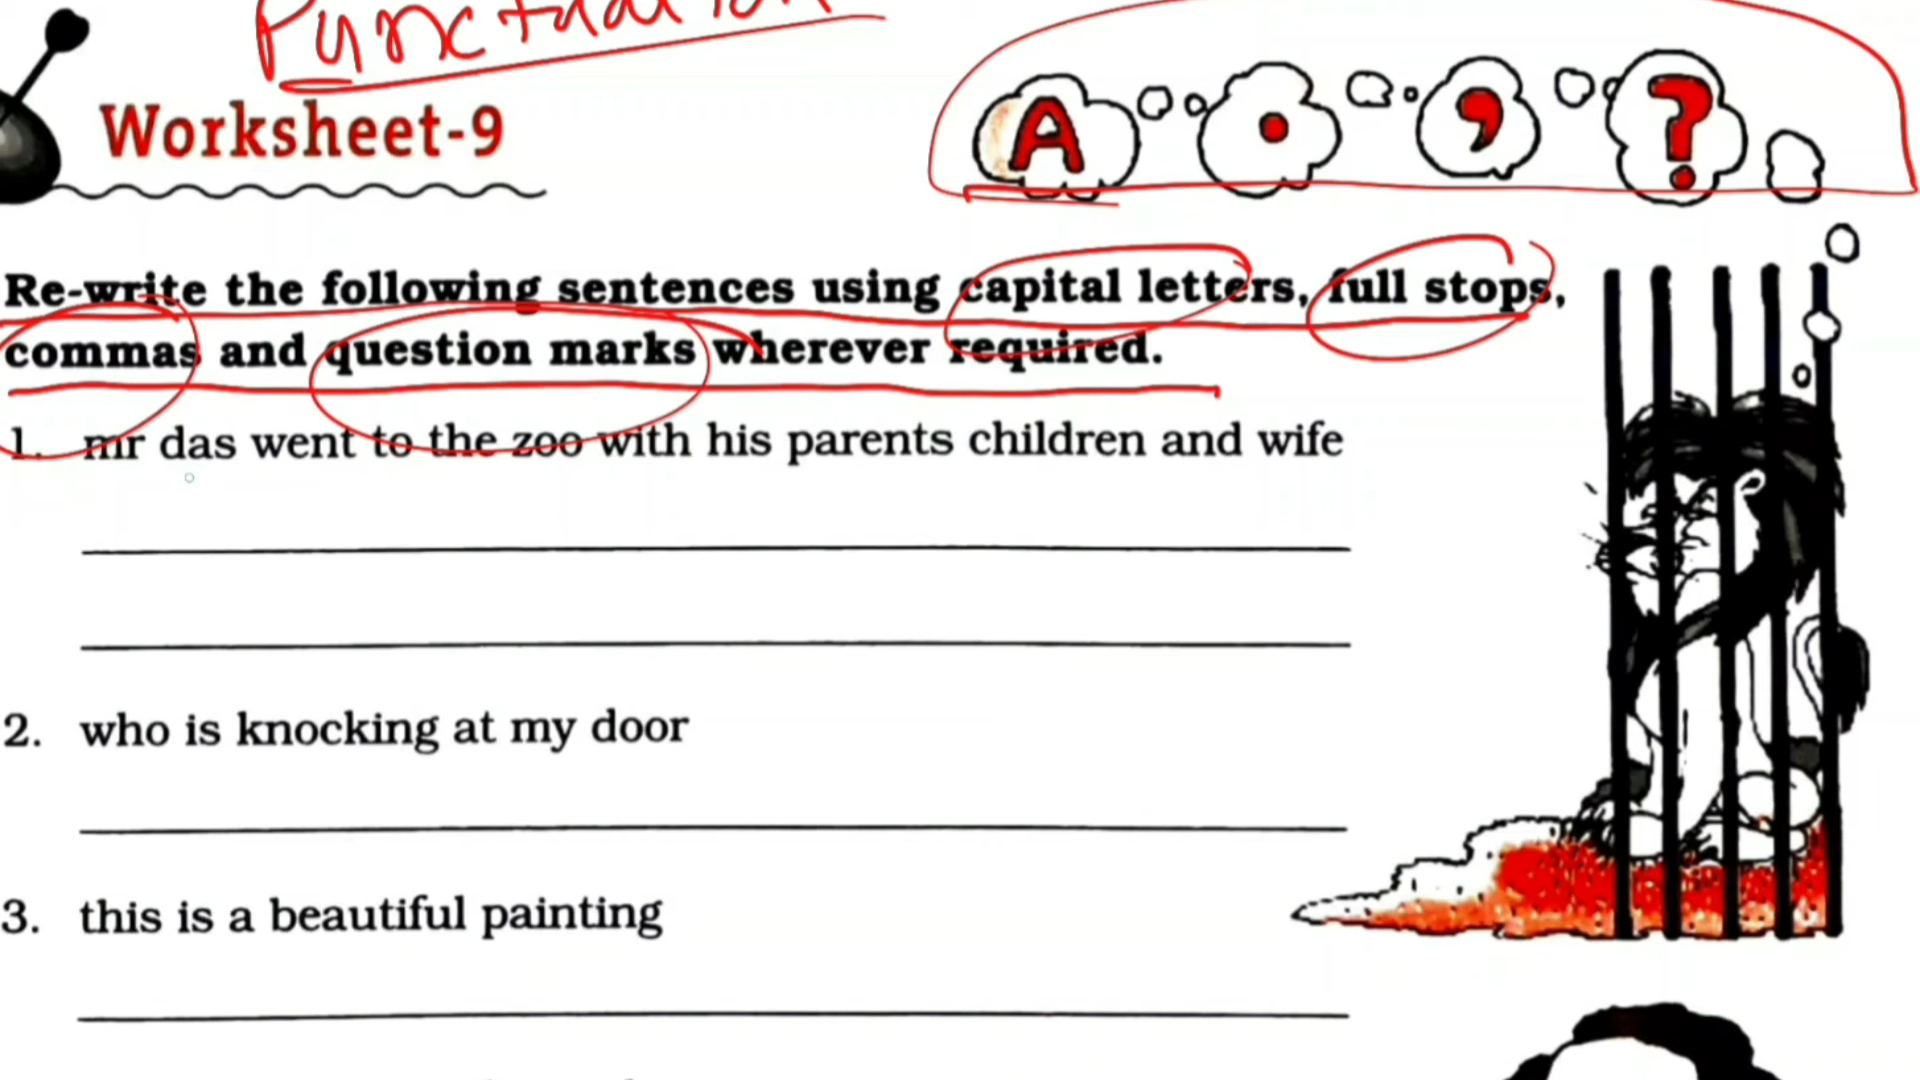 Punctuation
Worksheet-9
A . , ?
Re-write the following sentences using capital letters, full stops,
commas and question marks wherever required.
1. mr das went to the zoo with his parents children and wife
2. who is knocking at my door
3. this is a beautiful painting